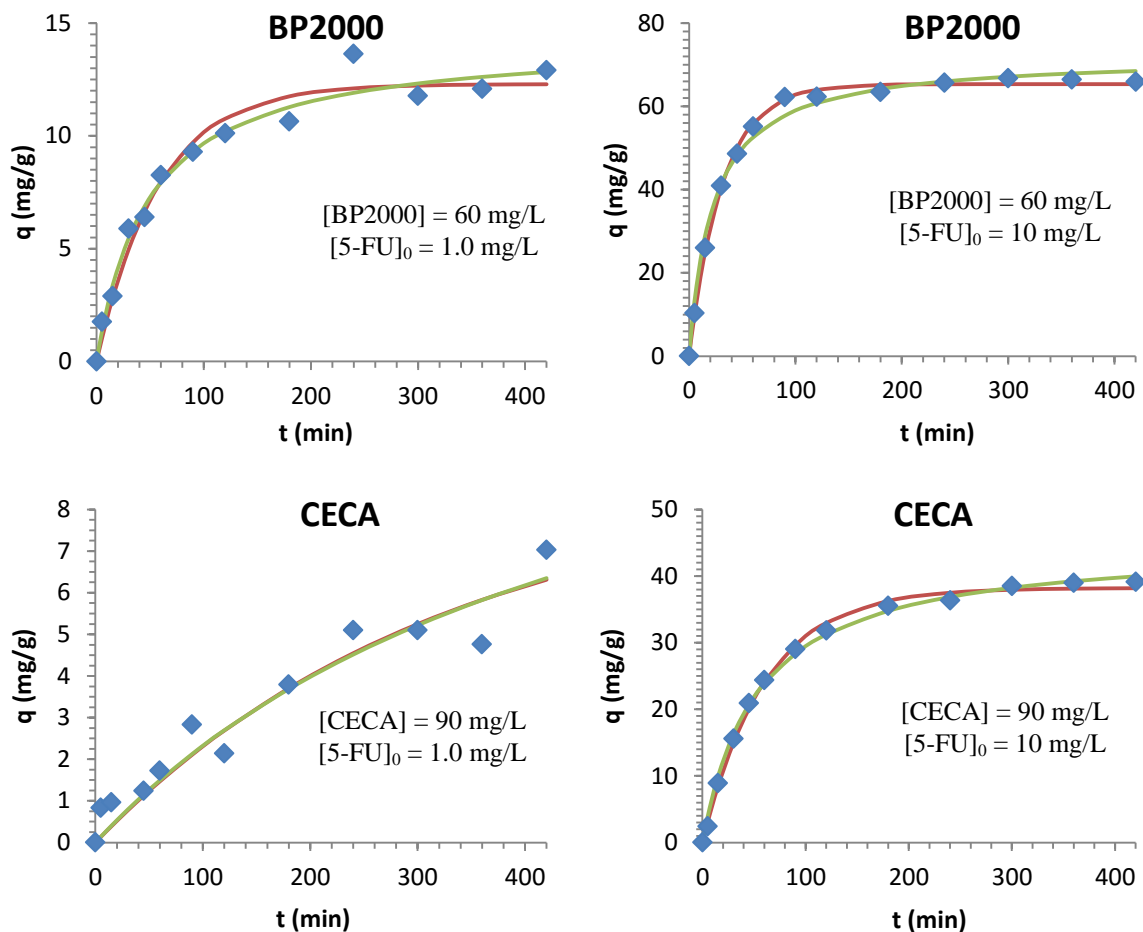 BP2000
15
10
5
0
q (mg/g)
[BP2000] = 60 mg/L
[5-FU]₀ = 1.0 mg/L
0 100 200 300 400
t (min)
BP2000
80
60
40
20
0
q (mg/g)
[BP2000] = 60 mg/L
[5-FU]₀ = 10 mg/L
0 100 200 300 400
t (min)
CECA
8
7
6
5
4
3
2
1
0
q (mg/g)
[CECA] = 90 mg/L
[5-FU]₀ = 1.0 mg/L
0 100 200 300 400
t (min)
CECA
50
40
30
20
10
0
q (mg/g)
[CECA] = 90 mg/L
[5-FU]₀ = 10 mg/L
0 100 200 300 400
t (min)